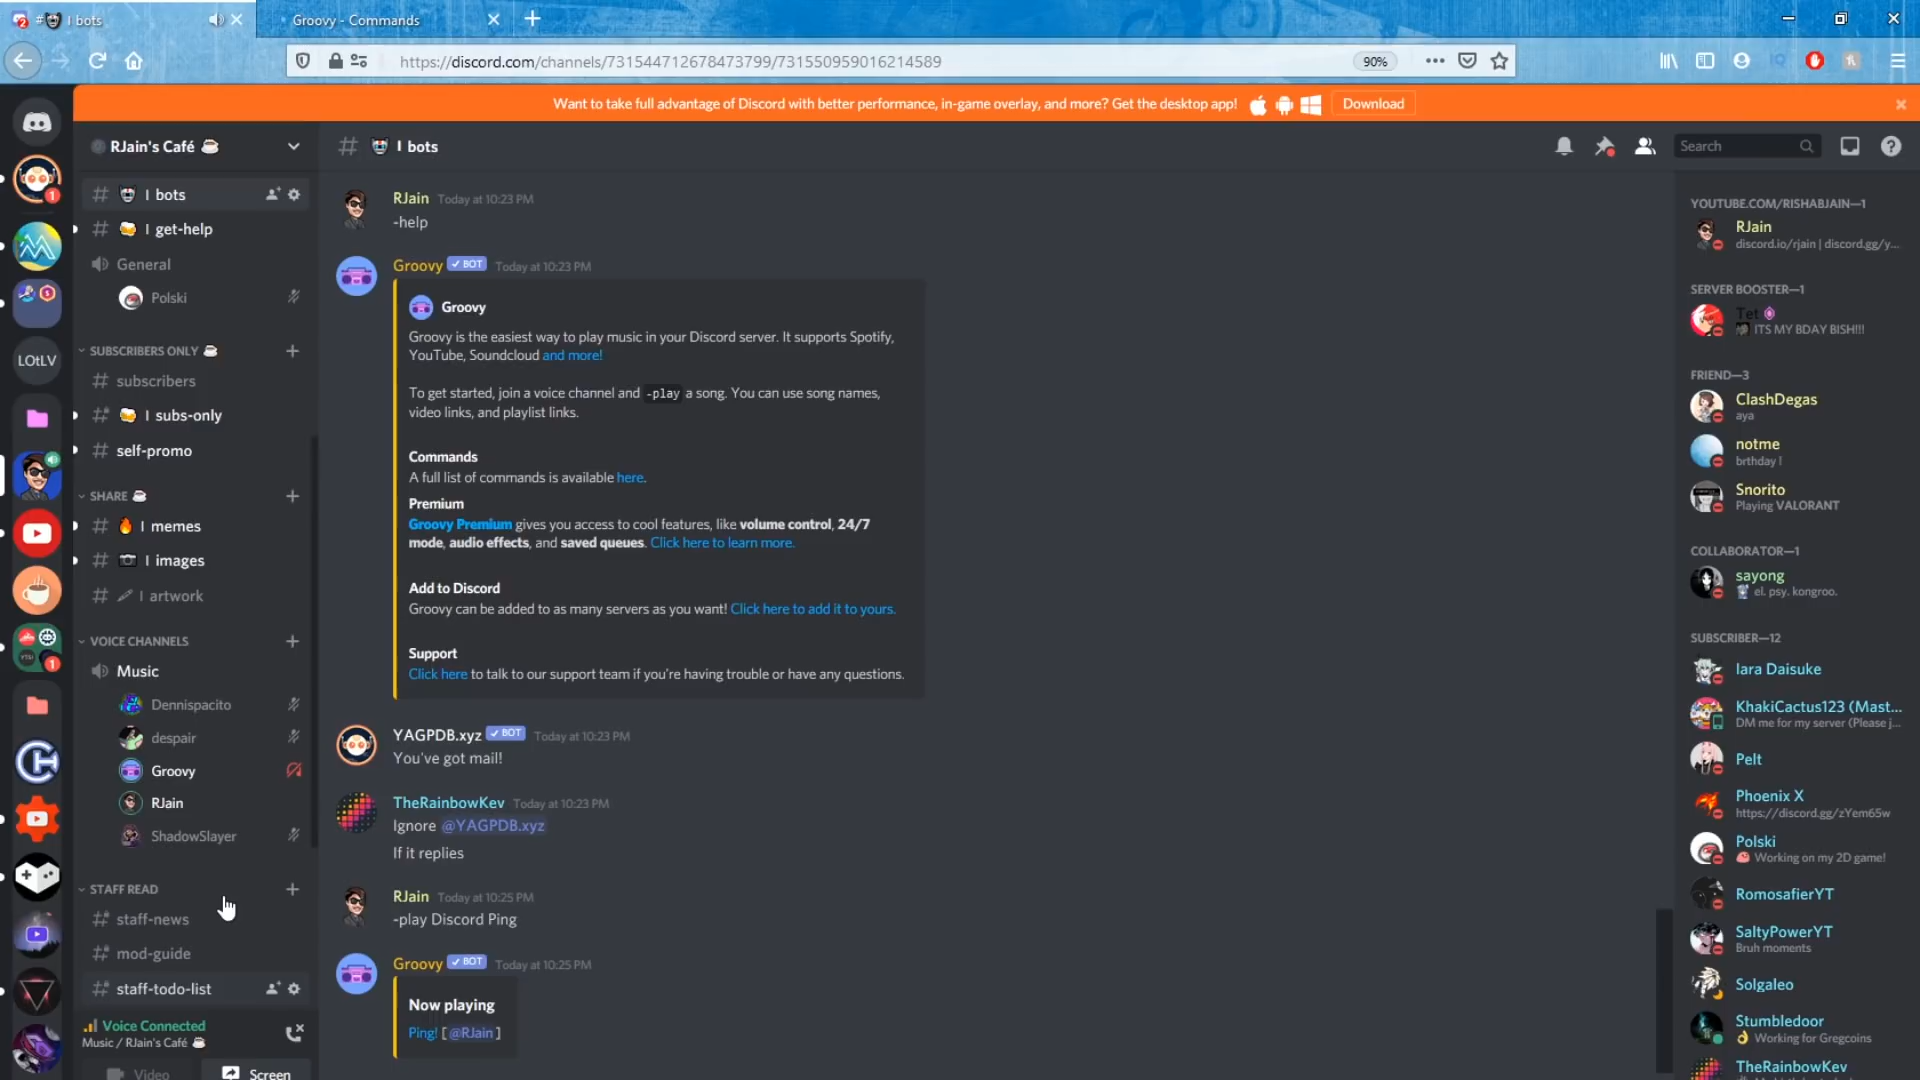 # I bots
Groovy - Commands
https://discord.com/channels/731544712678473799/731550959016214589
90%
Want to take full advantage of Discord with better performance, in-game overlay, and more? Get the desktop app!
Download
RJain's Café
I bots
I get-help
General
Polski
SUBSCRIBERS ONLY
subscribers
I subs-only
self-promo
SHARE
I memes
I images
I artwork
VOICE CHANNELS
Music
Dennispacito
despair
Groovy
RJain
ShadowSlayer
STAFF READ
staff-news
mod-guide
staff-todo-list
Voice Connected
Music / RJain's Café
Video
Screen
LOtLV
1
1
# I bots
Search
RJain Today at 10:23 PM
-help
Groovy BOT Today at 10:23 PM
Groovy
Groovy is the easiest way to play music in your Discord server. It supports Spotify,
YouTube, Soundcloud and more!
To get started, join a voice channel and -play a song. You can use song names,
video links, and playlist links.
Commands
A full list of commands is available here.
Premium
Groovy Premium gives you access to cool features, like volume control, 24/7
mode, audio effects, and saved queues. Click here to learn more.
Add to Discord
Groovy can be added to as many servers as you want! Click here to add it to yours.
Support
Click here to talk to our support team if you're having trouble or have any questions.
YAGPDB.xyz BOT Today at 10:23 PM
You've got mail!
TheRainbowKev Today at 10:23 PM
Ignore @YAGPDB.xyz
If it replies
RJain Today at 10:25 PM
-play Discord Ping
Groovy BOT Today at 10:25 PM
Now playing
Ping! [ @RJain ]
YOUTUBE.COM/RISHABJAIN—1
RJain
discord.io/rjain | discord.gg/y...
SERVER BOOSTER—1
Tet
ITS MY BDAY BISH!!!
FRIEND—3
ClashDegas
aya
notme
brthday !
Snorito
Playing VALORANT
COLLABORATOR—1
sayong
el. psy. kongroo.
SUBSCRIBER—12
Iara Daisuke
KhakiCactus123 (Mast...
DM me for my server (Please j...
Pelt
Phoenix X
https://discord.gg/zYem65w
Polski
Working on my 2D game!
RomosafierYT
SaltyPowerYT
Bruh moments
Solgaleo
Stumbledoor
Working for Gregcoins
TheRainbowKev